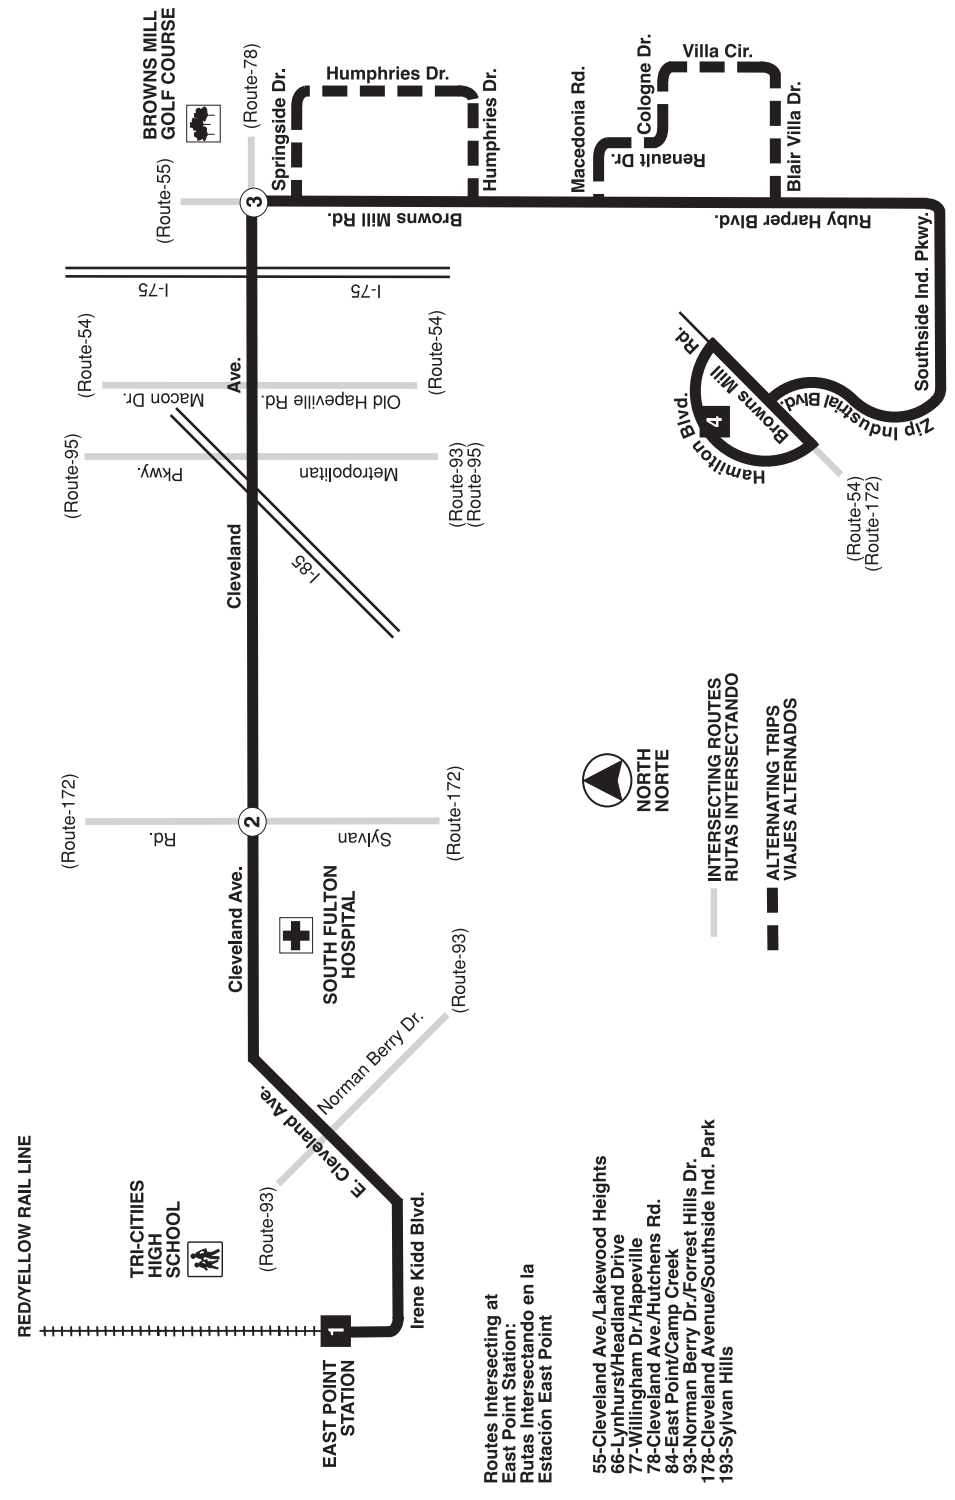 RED/YELLOW RAIL LINE
EAST POINT
STATION
1
TRI-CITIIES
HIGH
SCHOOL
Irene Kidd Blvd.
E. Cleveland Ave.
(Route-93)
Norman Berry Dr.
(Route-93)
Cleveland Ave.
SOUTH FULTON
HOSPITAL
(Route-172)
Rd.
2
Sylvan
(Route-172)
Cleveland
Ave.
I-85
(Route-95)
Pkwy.
Metropolitan
(Route-93)
(Route-95)
(Route-54)
Macon Dr.
Old Hapeville Rd.
(Route-54)
I-75
I-75
(Route-55)
3
(Route-78)
BROWNS MILL
GOLF COURSE
Springside Dr.
Humphries Dr.
Humphries Dr.
Browns Mill Rd.
Macedonia Rd.
Renault Dr.
Cologne Dr.
Villa Cir.
Blair Villa Dr.
Ruby Harper Blvd.
Southside Ind. Pkwy.
Zip Industrial Blvd.
Browns Mill
Rd.
Hamilton Blvd.
4
(Route-54)
(Route-172)
NORTH
NORTE
INTERSECTING ROUTES
RUTAS INTERSECTANDO
ALTERNATING TRIPS
VIAJES ALTERNADOS
Routes Intersecting at
East Point Station:
Rutas Intersectando en la
Estación East Point
55-Cleveland Ave./Lakewood Heights
66-Lynhurst/Headland Drive
77-Willingham Dr./Hapeville
78-Cleveland Ave./Hutchens Rd.
84-East Point/Camp Creek
93-Norman Berry Dr./Forrest Hills Dr.
178-Cleveland Avenue/Southside Ind. Park
193-Sylvan Hills